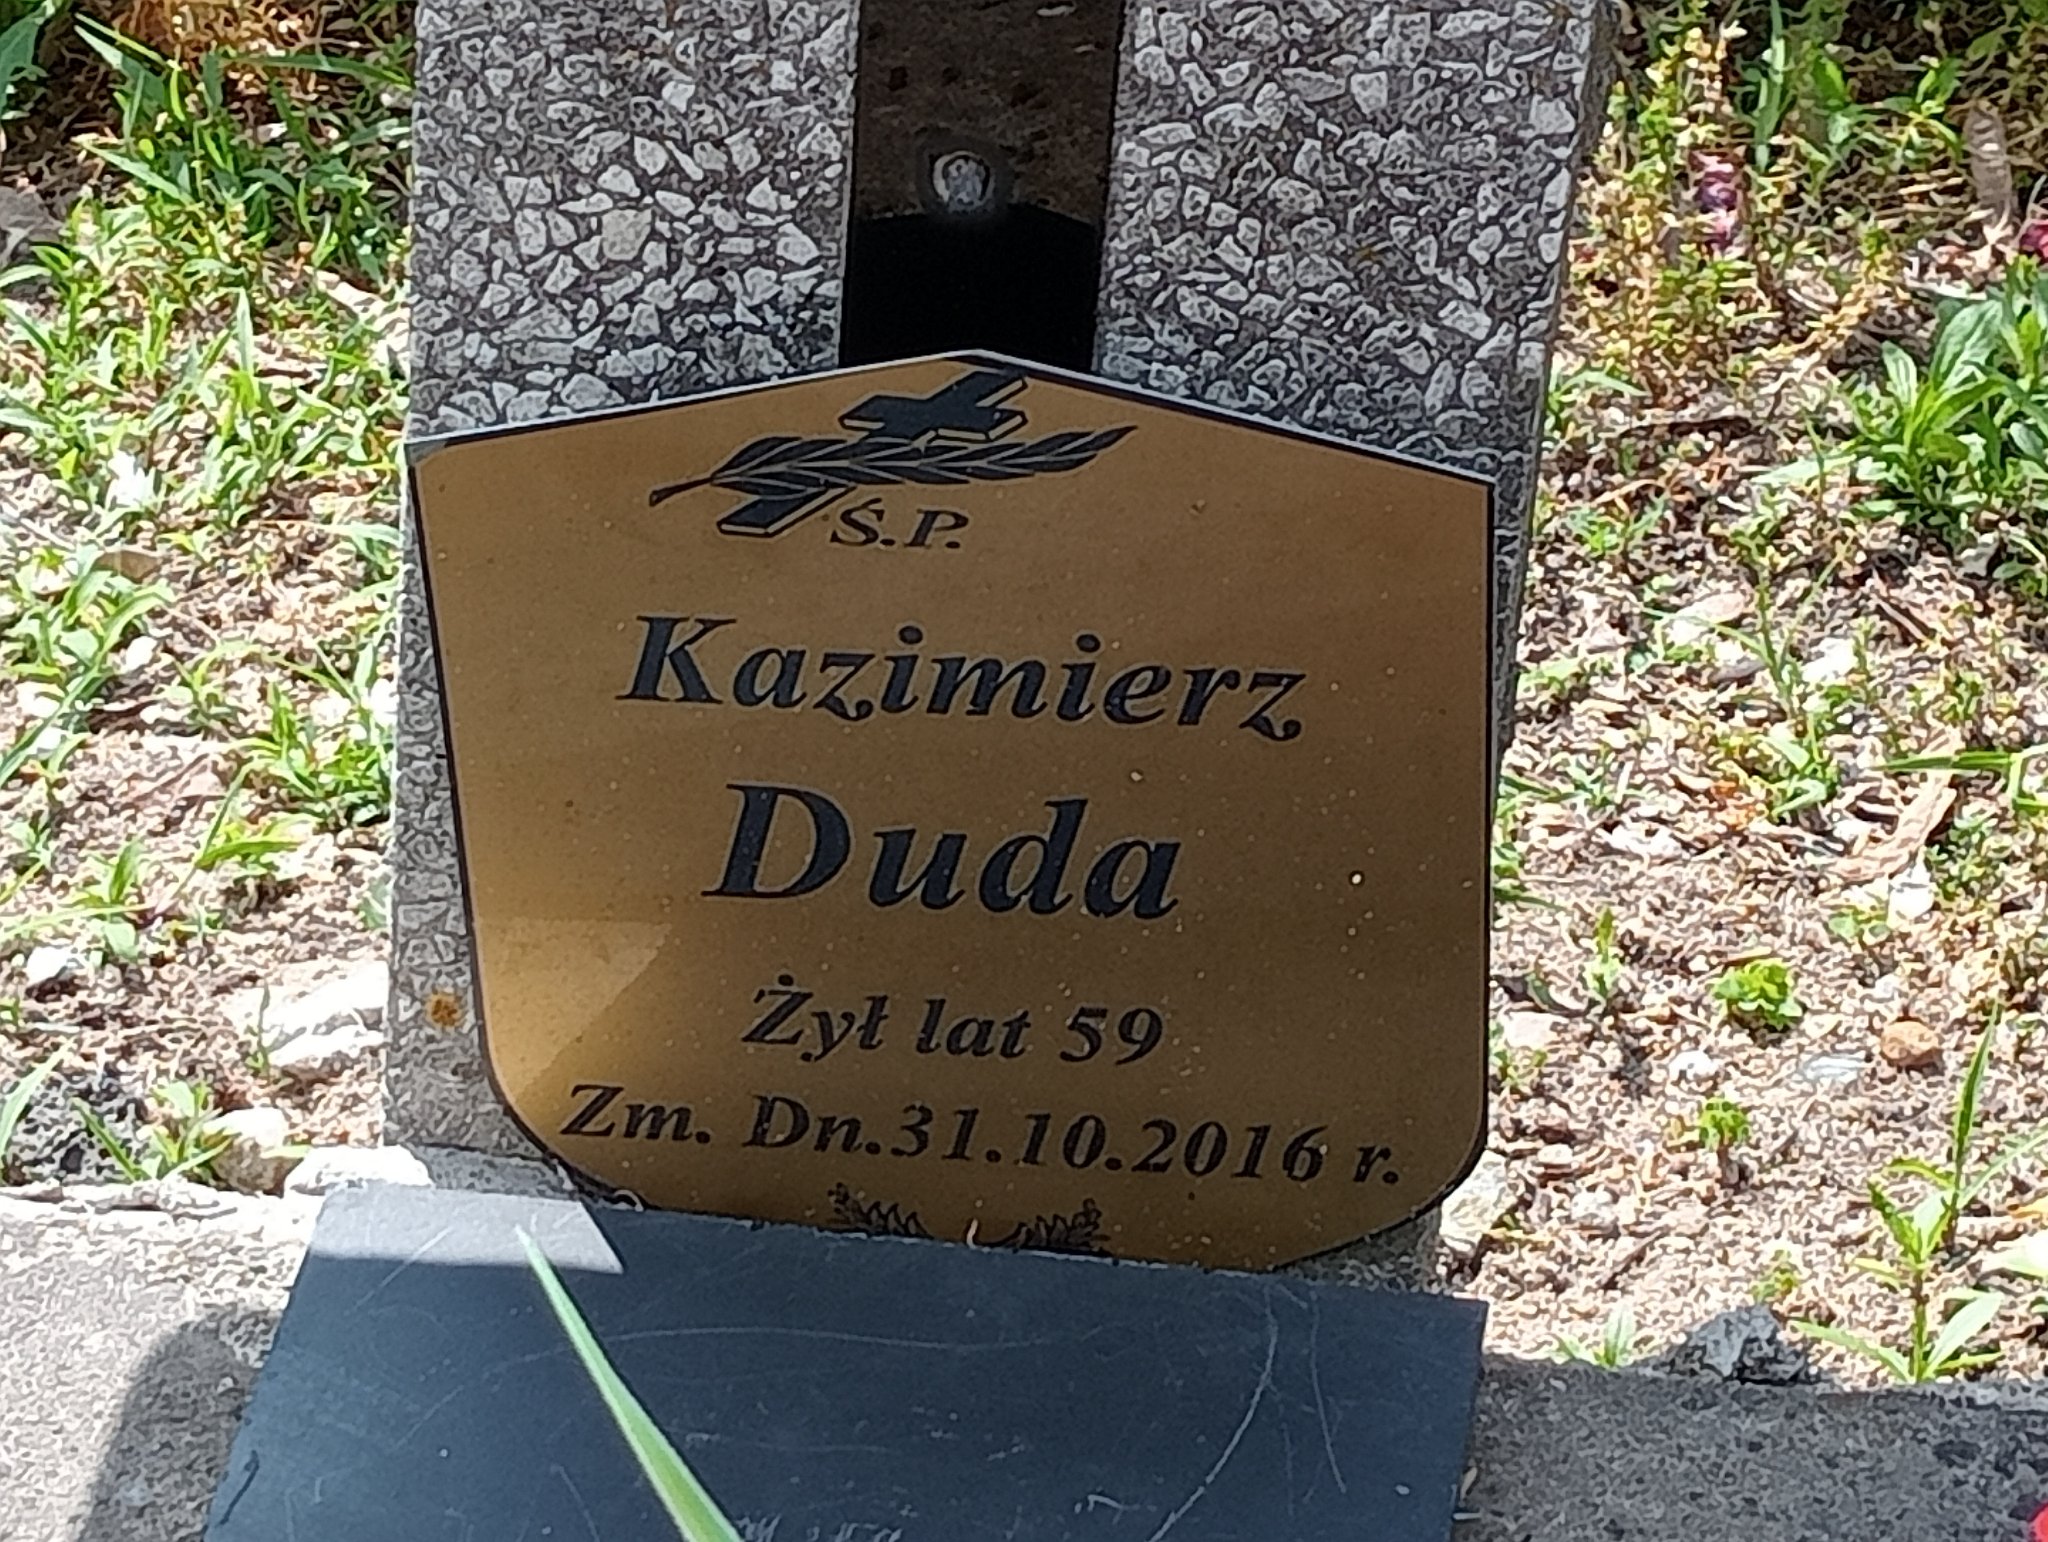 Ś.P.
Kazimierz
Duda
Żył lat 59
Zm. Dn.31.10.2016 r.